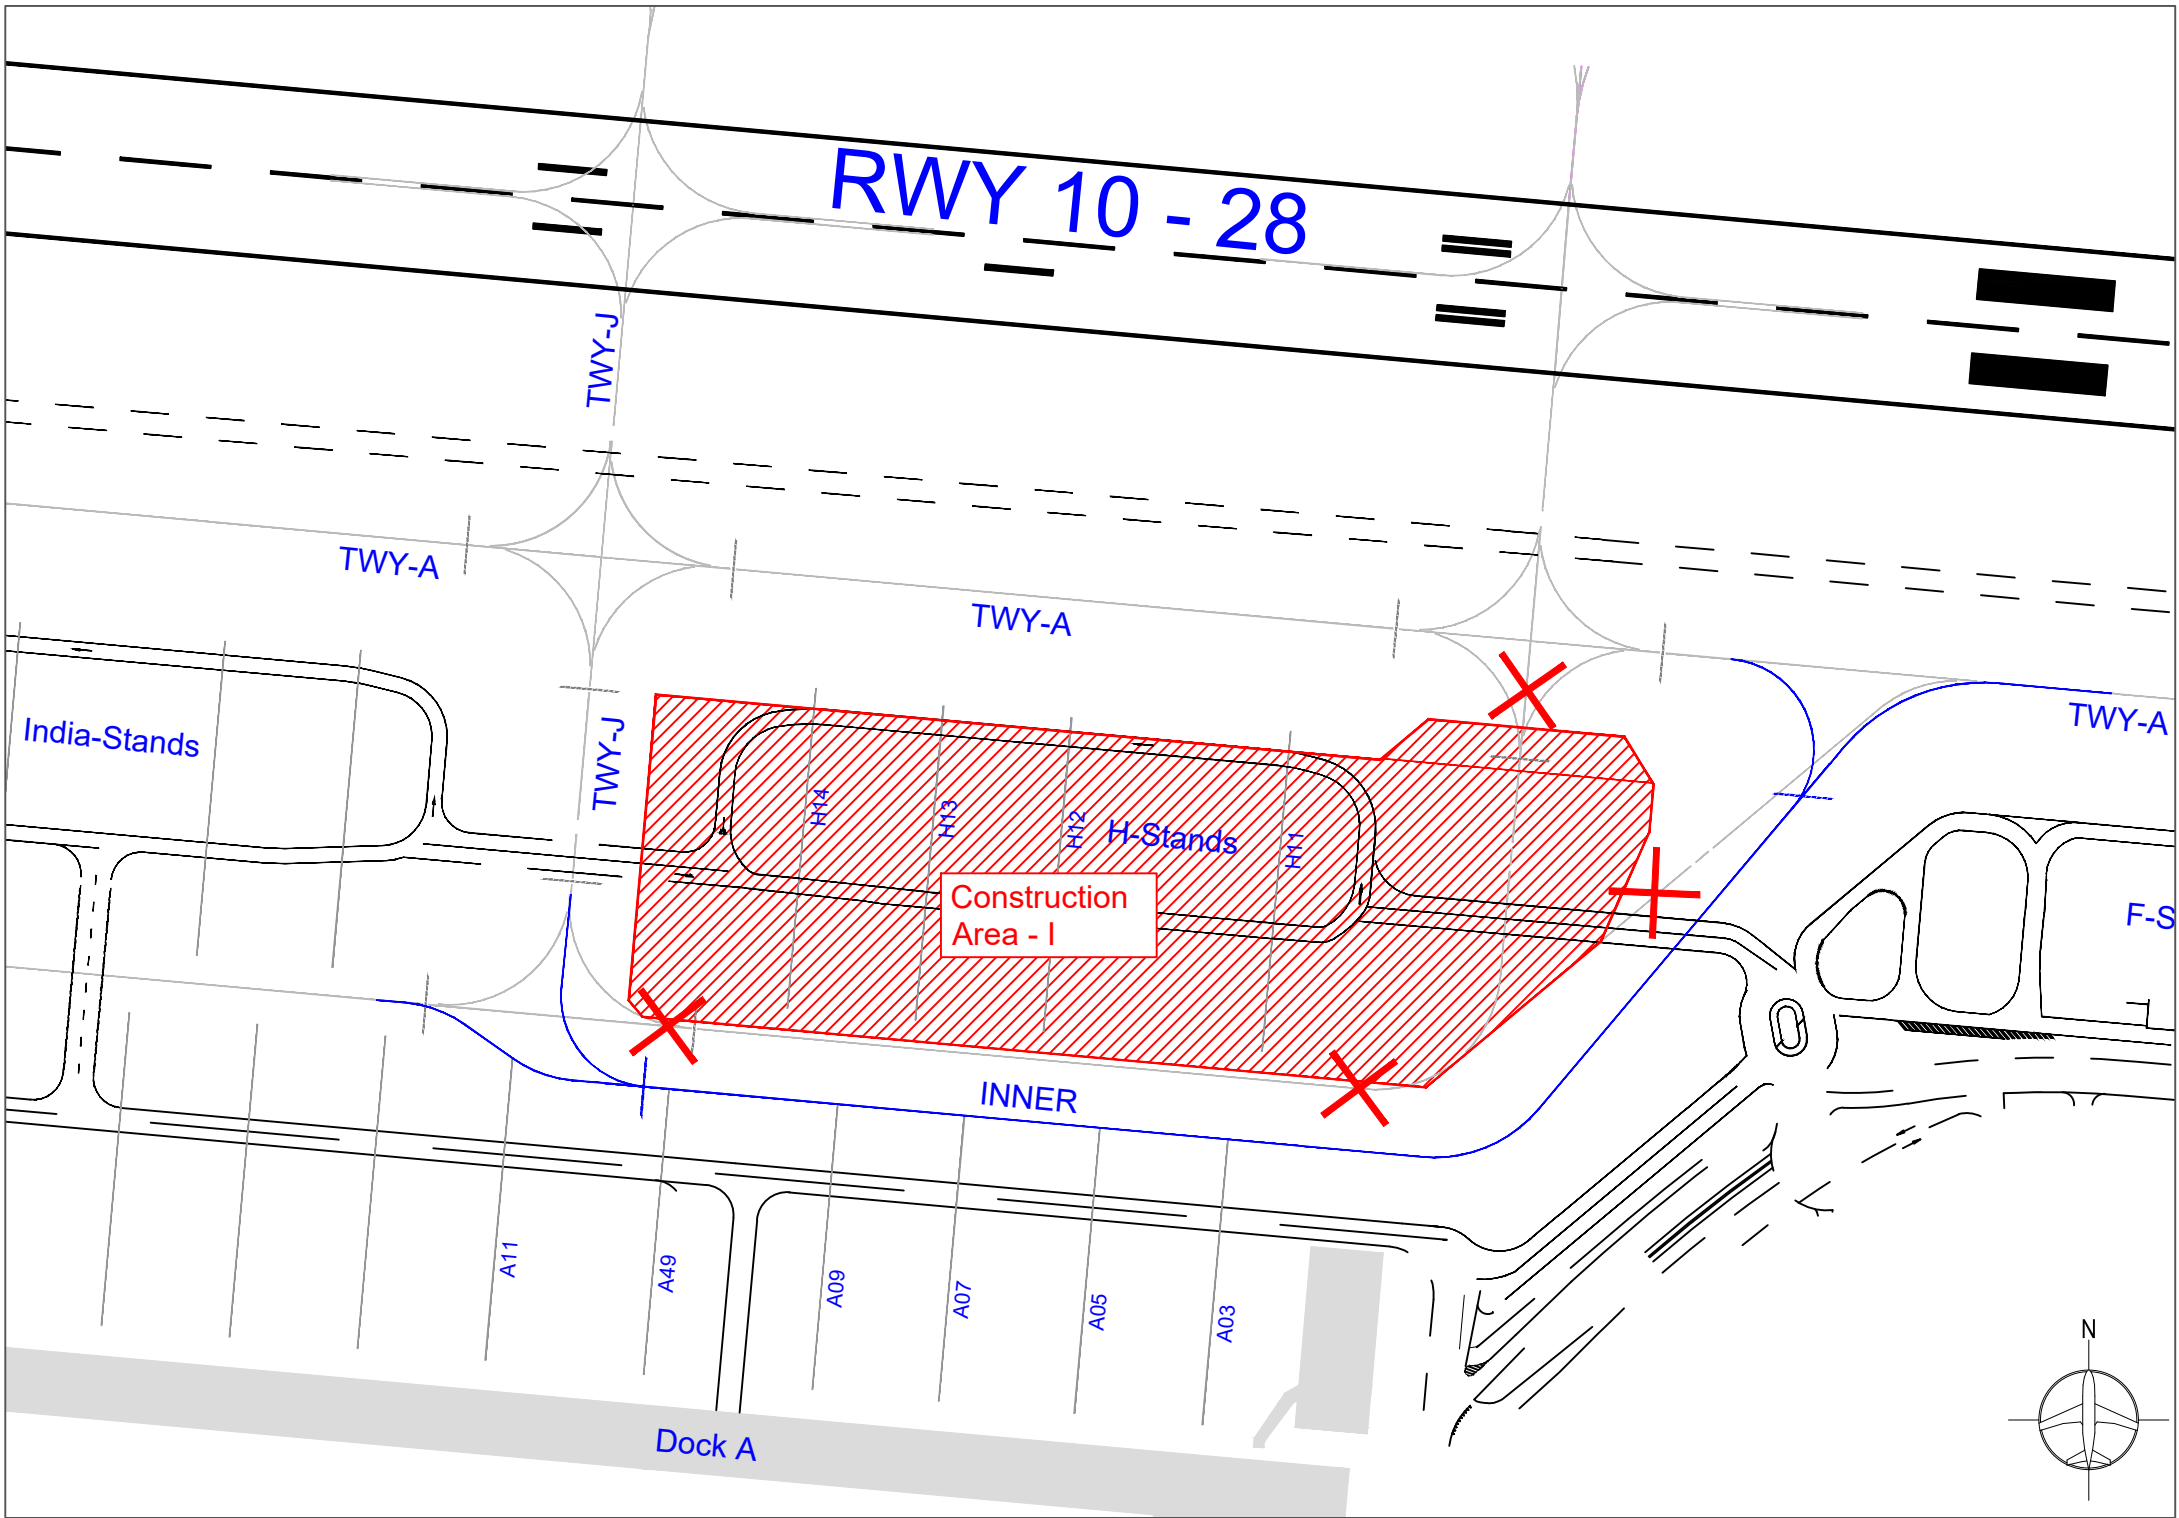 RWY 10 - 28
TWY-J
TWY-A
TWY-A
TWY-A
India-Stands
TWY-J
H14
H13
H12
H-Stands
H11
Construction
Area - I
F-S
INNER
A11
A49
A09
A07
A05
A03
N
Dock A